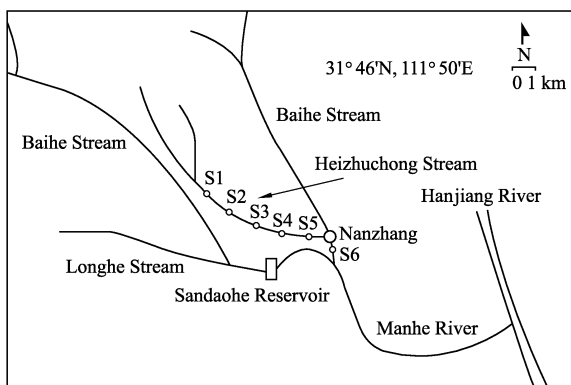 N
31°46'N, 111°50'E
0 1 km
Baihe Stream
Baihe Stream
Heizhuchong Stream
S1
S2
S3
S4
S5
Hanjiang River
Nanzhang
S6
Longhe Stream
Sandaohe Reservoir
Manhe River